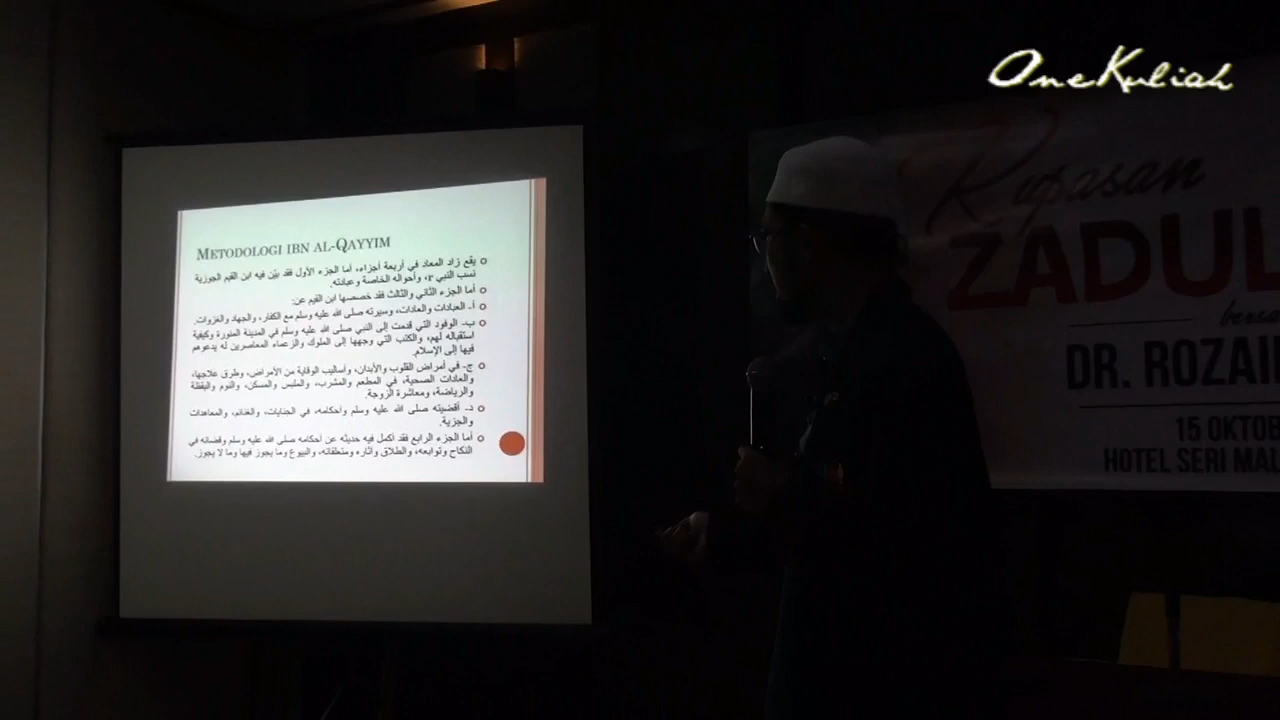 OneKuliah
METODOLOGI IBN AL-QAYYIM
يقع زاد المعاد في أربعة أجزاء، أما الجزء الأول فقد بيّن فيه ابن القيم الجوزية
نسب النبي r، وأحواله الخاصة وعبادته.
أما الجزء الثاني والثالث فقد خصصها ابن القيم عن:
أ- العبادات والعادات، وسيرته صلى الله عليه وسلم مع الكفار، والجهاد والغزوات.
ب- الوفود التي قدمت إلى النبي صلى الله عليه وسلم في المدينة المنورة وكيفية
استقباله لهم، والكتب التي وجهها إلى الملوك والزعماء المعاصرين له يدعوهم
فيها إلى الإسلام.
ج- في أمراض القلوب والأبدان، وأساليب الوقاية من الأمراض، وطرق علاجها،
والعادات الصحية، في المطعم والمشرب، والملبس والمسكن، والنوم واليقظة
والرياضة، ومعاشرة الزوجة.
د- أقضيته صلى الله عليه وسلم وأحكامه، في الجنايات، والغنائم، والمعاهدات
والجزية.
أما الجزء الرابع فقد أكمل فيه حديثه عن أحكامه صلى الله عليه وسلم وقضائه في
النكاح وتوابعه، والطلاق وآثاره ومتعلقاته، والبيوع وما يجوز فيها وما لا يجوز.
Kupasan
ZADUL
bersa
DR. ROZAI
15 OKTOB
HOTEL SERI MAL